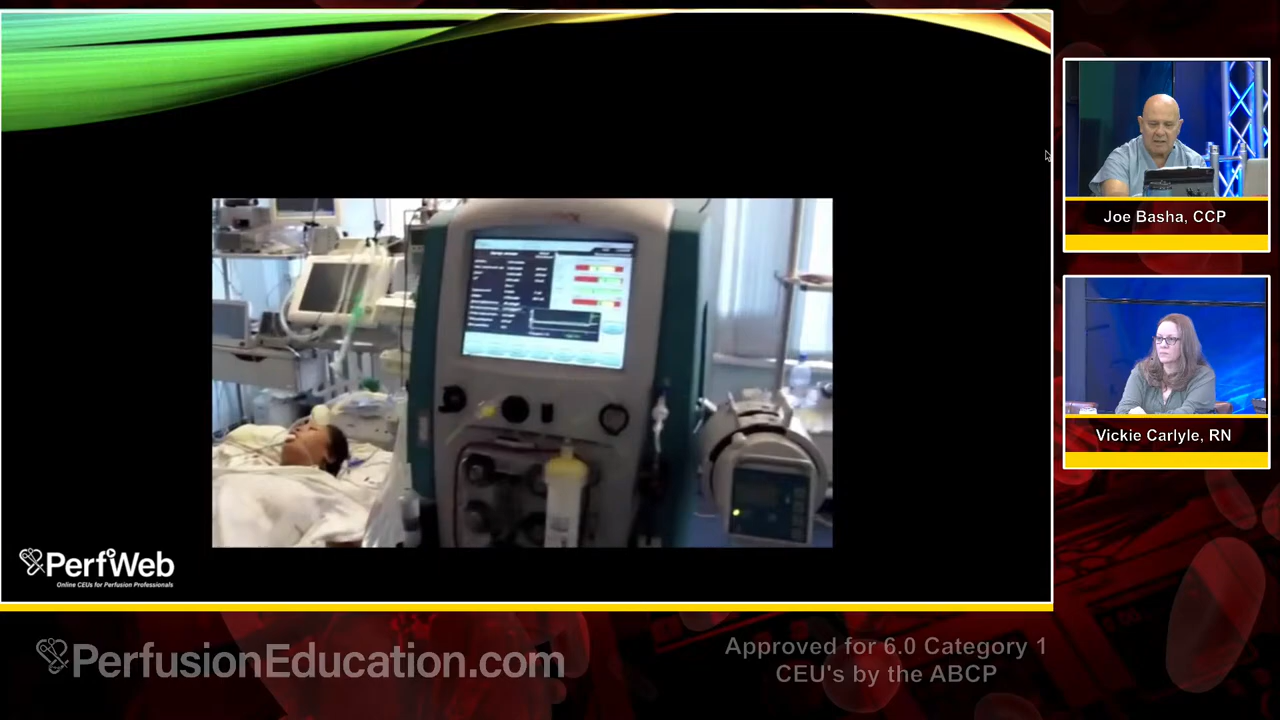 Joe Basha, CCP
Vickie Carlyle, RN
PerfWeb
Online CEUs for Perfusion Professionals
PerfusionEducation.com
Approved for 6.0 Category 1
CEU's by the ABCP